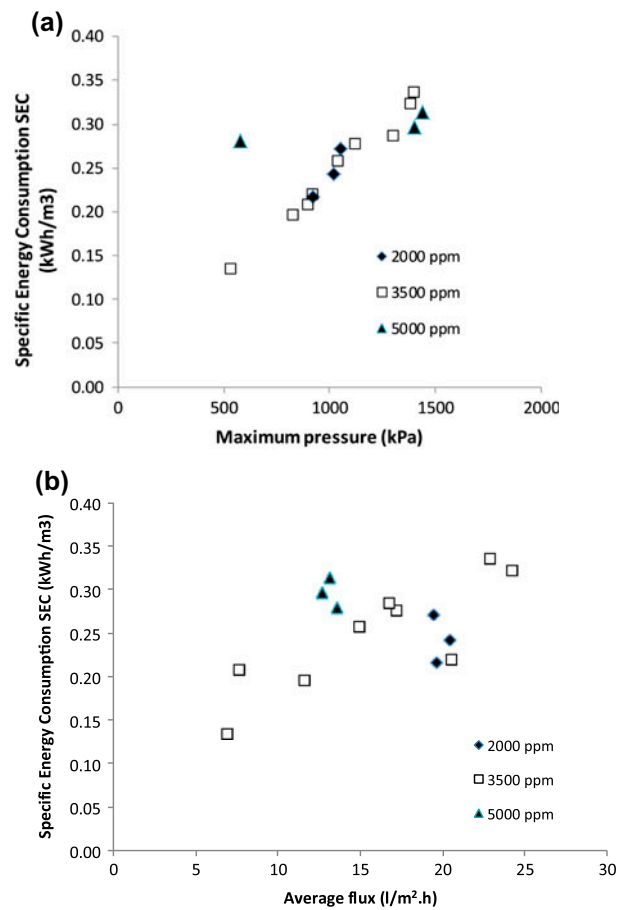 (a)
0.40
0.35
0.30
0.25
0.20
0.15
0.10
0.05
0.00
Specific Energy Consumption SEC
(kWh/m3)
2000 ppm
3500 ppm
5000 ppm
0 500 1000 1500 2000
Maximum pressure (kPa)
(b)
0.40
0.35
0.30
0.25
0.20
0.15
0.10
0.05
0.00
Specific Energy Consumption SEC (kWh/m3)
2000 ppm
3500 ppm
5000 ppm
0 5 10 15 20 25 30
Average flux (l/m².h)